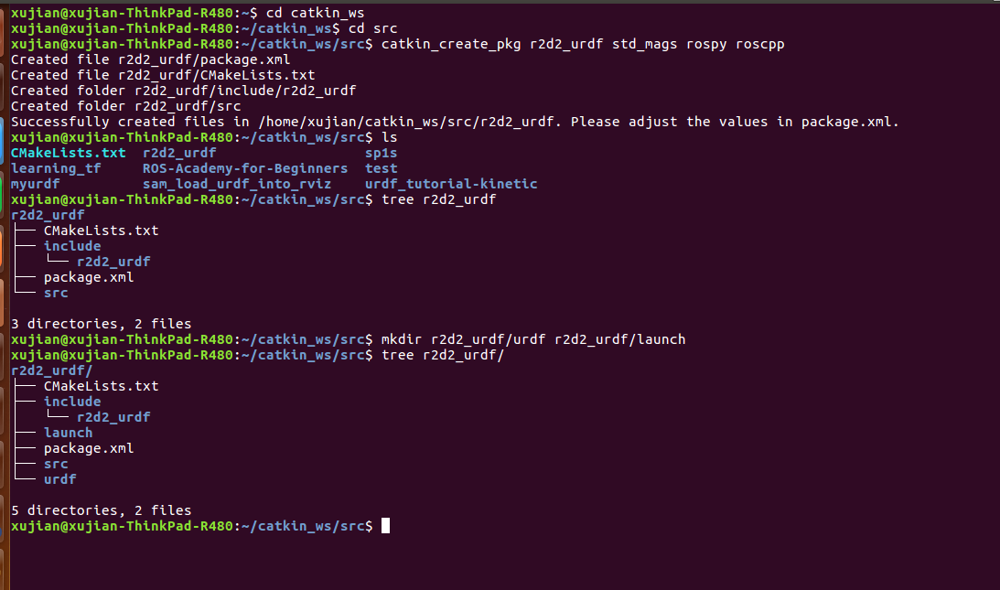 xujian@xujian-ThinkPad-R480:~$ cd catkin_ws
xujian@xujian-ThinkPad-R480:~/catkin_ws$ cd src
xujian@xujian-ThinkPad-R480:~/catkin_ws/src$ catkin_create_pkg r2d2_urdf std_mags rospy roscpp
Created file r2d2_urdf/package.xml
Created file r2d2_urdf/CMakeLists.txt
Created folder r2d2_urdf/include/r2d2_urdf
Created folder r2d2_urdf/src
Successfully created files in /home/xujian/catkin_ws/src/r2d2_urdf. Please adjust the values in package.xml.
xujian@xujian-ThinkPad-R480:~/catkin_ws/src$ ls
CMakeLists.txt  r2d2_urdf                  sp1s
learning_tf     ROS-Academy-for-Beginners  test
myurdf          sam_load_urdf_into_rviz    urdf_tutorial-kinetic
xujian@xujian-ThinkPad-R480:~/catkin_ws/src$ tree r2d2_urdf
r2d2_urdf
├── CMakeLists.txt
├── include
│   └── r2d2_urdf
├── package.xml
└── src
3 directories, 2 files
xujian@xujian-ThinkPad-R480:~/catkin_ws/src$ mkdir r2d2_urdf/urdf r2d2_urdf/launch
xujian@xujian-ThinkPad-R480:~/catkin_ws/src$ tree r2d2_urdf/
r2d2_urdf/
├── CMakeLists.txt
├── include
│   └── r2d2_urdf
├── launch
├── package.xml
├── src
└── urdf
5 directories, 2 files
xujian@xujian-ThinkPad-R480:~/catkin_ws/src$